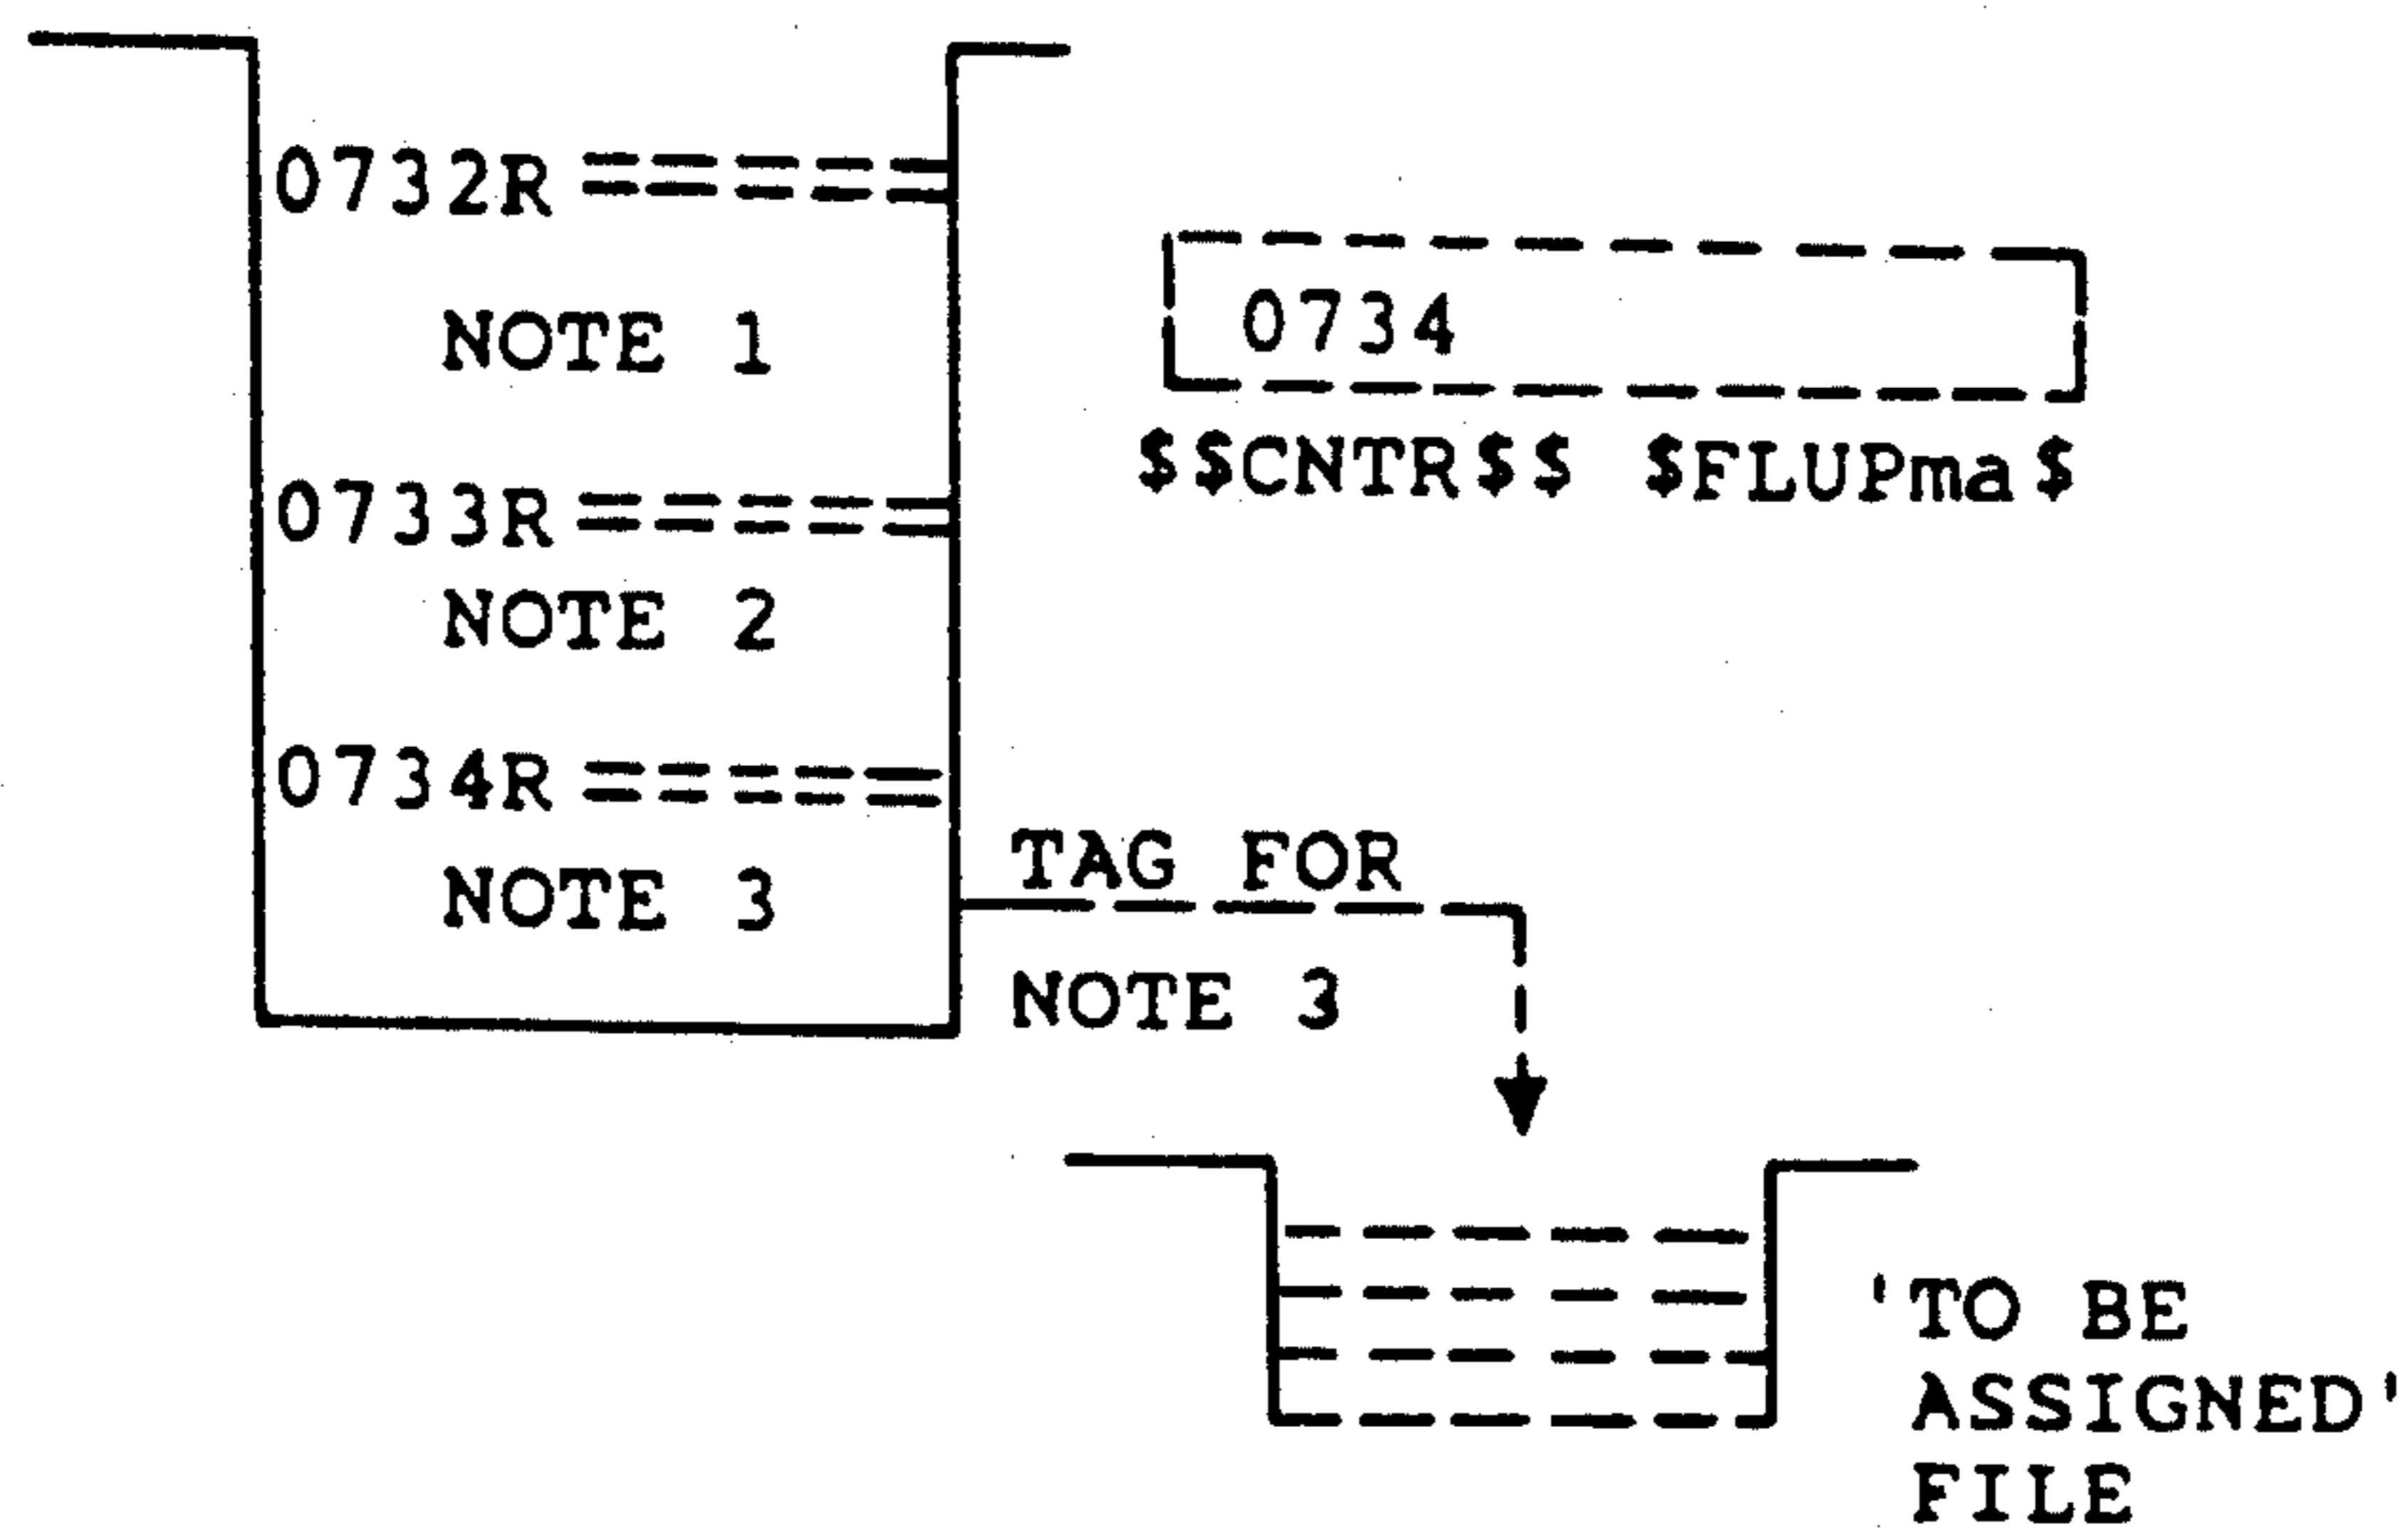 0732R =====
NOTE 1
0733R =====
NOTE 2
0734R =====
NOTE 3
0734
$$CNTR$$ $FLUPma$
TAG FOR
NOTE 3
'TO BE
ASSIGNED'
FILE